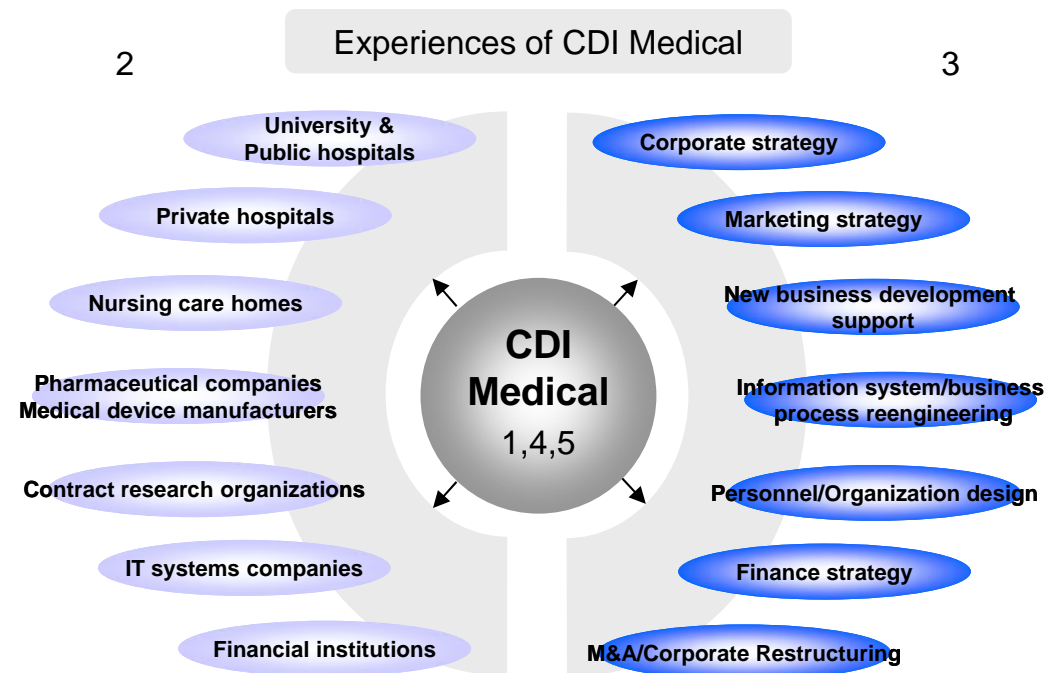 Experiences of CDI Medical
2
3
University &
Public hospitals
Private hospitals
Nursing care homes
Pharmaceutical companies
Medical device manufacturers
Contract research organizations
IT systems companies
Financial institutions
CDI
Medical
1,4,5
Corporate strategy
Marketing strategy
New business development
support
Information system/business
process reengineering
Personnel/Organization design
Finance strategy
M&A/Corporate Restructuring